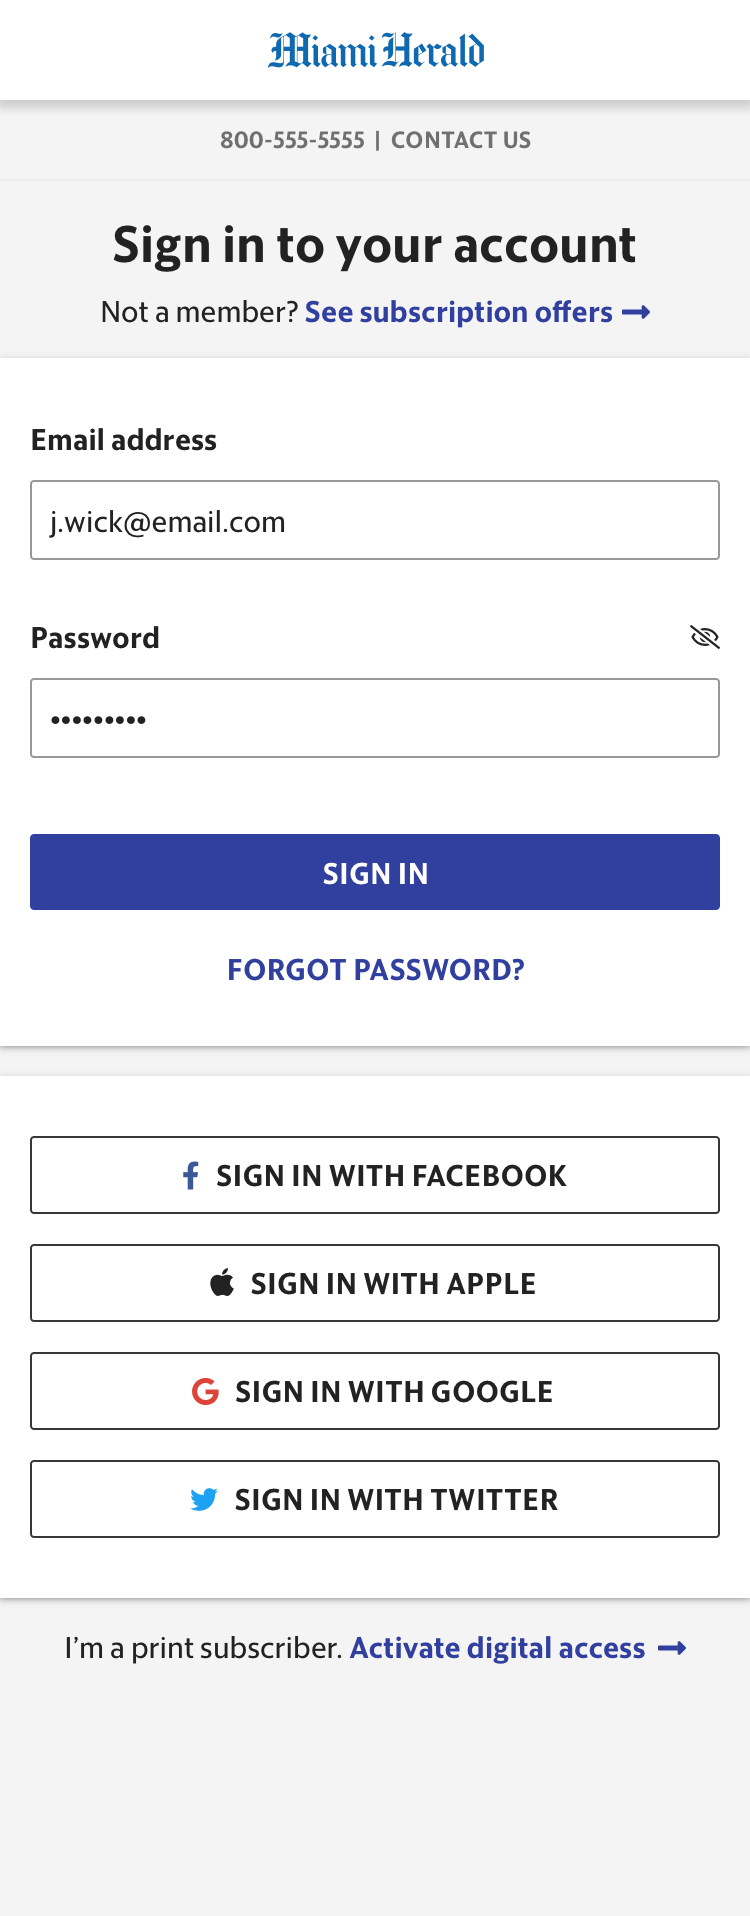 Miami Herald
800-555-5555 | CONTACT US
Sign in to your account
Not a member? See subscription offers →
Email address
j.wick@email.com
Password
•••••••••
SIGN IN
FORGOT PASSWORD?
SIGN IN WITH FACEBOOK
SIGN IN WITH APPLE
SIGN IN WITH GOOGLE
SIGN IN WITH TWITTER
I’m a print subscriber. Activate digital access →